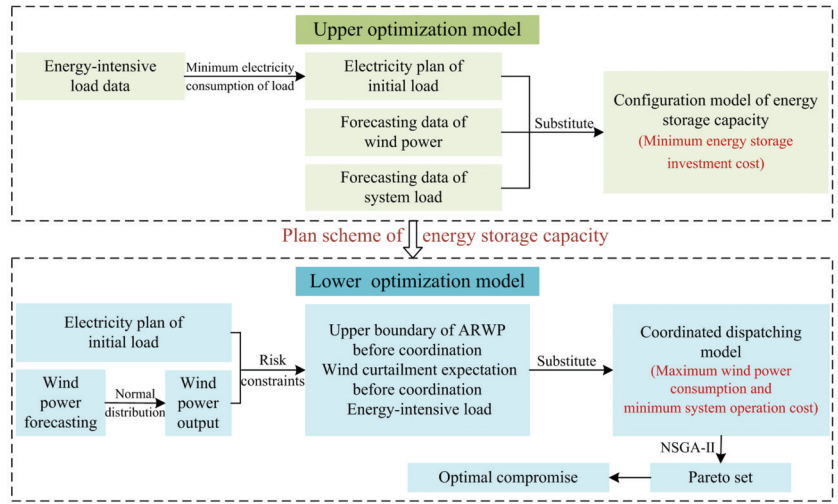 Upper optimization model
Energy-intensive
load data
Minimum electricity
consumption of load
Electricity plan of
initial load
Forecasting data of
wind power
Forecasting data of
system load
Substitute
Configuration model of energy
storage capacity
(Minimum energy storage
investment cost)
Plan scheme of energy storage capacity
Lower optimization model
Electricity plan of
initial load
Wind
power
forecasting
Normal
distribution
Wind
power
output
Risk
constraints
Upper boundary of ARWP
before coordination
Wind curtailment expectation
before coordination
Energy-intensive load
Substitute
Coordinated dispatching
model
(Maximum wind power
consumption and
minimum system operation cost)
NSGA-II
Pareto set
Optimal compromise